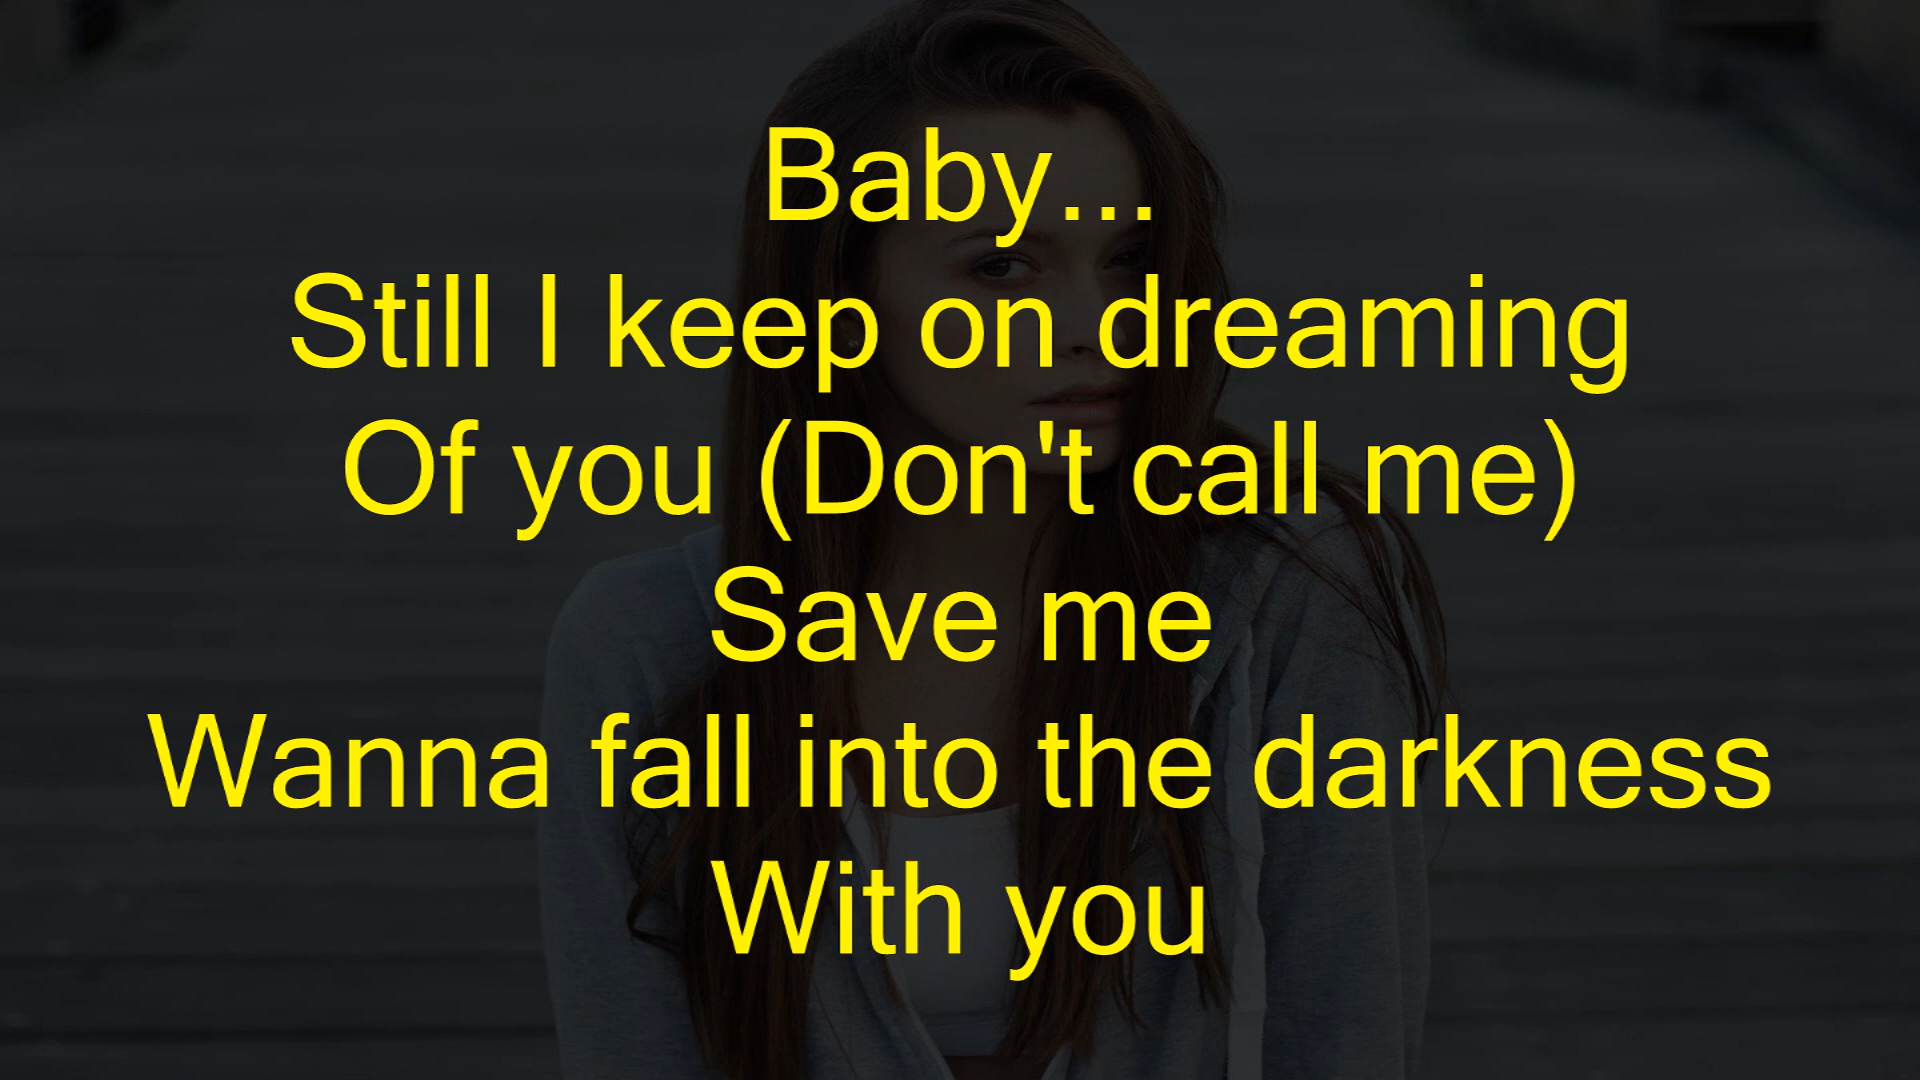 Baby...
Still I keep on dreaming
Of you (Don't call me)
Save me
Wanna fall into the darkness
With you